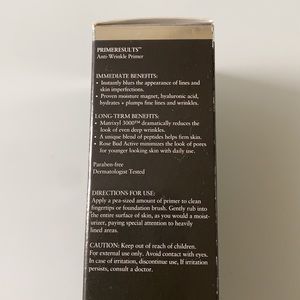 PRIMERESULTS™
Anti-Wrinkle Primer
IMMEDIATE BENEFITS:
• Instantly blurs the appearance of lines and
skin imperfections.
• Proven moisture magnet, hyaluronic acid,
hydrates + plumps fine lines and wrinkles.
LONG-TERM BENEFITS:
• Matrixyl 3000™ dramatically reduces the
look of even deep wrinkles.
• A unique blend of peptides helps firm skin.
• Rose Bud Active minimizes the look of pores
for younger looking skin with daily use.
Paraben-free
Dermatologist Tested
DIRECTIONS FOR USE:
Apply a pea-sized amount of primer to clean
fingertips or foundation brush. Gently rub into
the entire surface of skin, as you would a moist-
urizer, paying special attention to heavily
lined areas.
CAUTION: Keep out of reach of children.
For external use only. Avoid contact with eyes.
In case of irritation, discontinue use, If irritation
persists, consult a doctor.